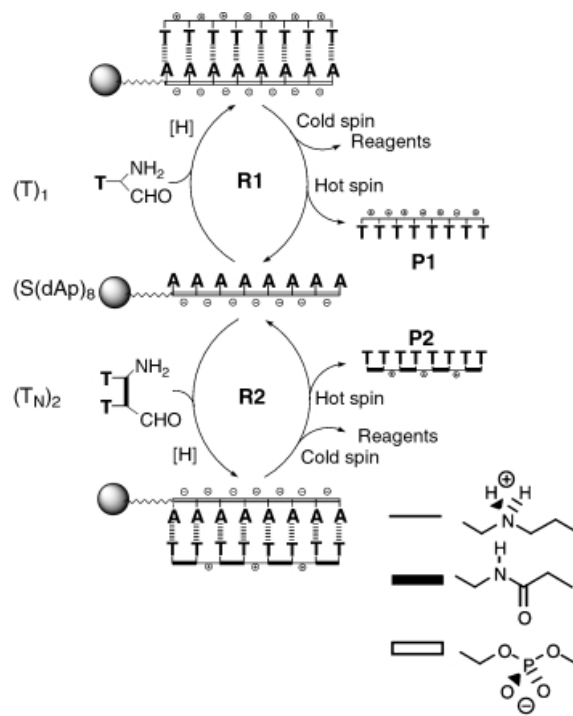 ⊕ ⊕ ⊕ ⊕ ⊕ ⊕ ⊕
T T T T T T T T
A A A A A A A A
⊖ ⊖ ⊖ ⊖ ⊖ ⊖ ⊖
[H]
Cold spin
Reagents
(T)1
T
NH2
CHO
R1
Hot spin
⊕ ⊕ ⊕ ⊕ ⊕ ⊕ ⊕
T T T T T T T T
P1
(S(dAp)8
A A A A A A A A
⊖ ⊖ ⊖ ⊖ ⊖ ⊖ ⊖
P2
T T T T T T T T
⊕ ⊕ ⊕
(TN)2
T
NH2
T
CHO
R2
Hot spin
Reagents
[H]
Cold spin
⊖ ⊖ ⊖ ⊖ ⊖ ⊖ ⊖
A A A A A A A A
T T T T T T T T
⊕ ⊕ ⊕
⊕
H H
N
H
N
O
O P O
O O
⊖